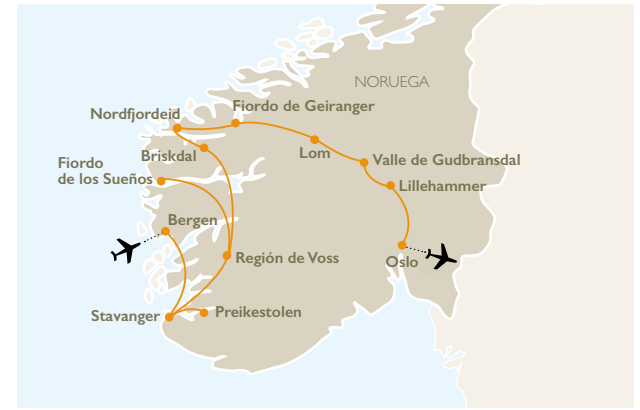 NORUEGA
Fiordo de Geiranger
Nordfjordeid
Briskdal
Lom
Valle de Gudbransdal
Fiordo
de los Sueños
Lillehammer
Bergen
Región de Voss
Oslo
Stavanger
Preikestolen